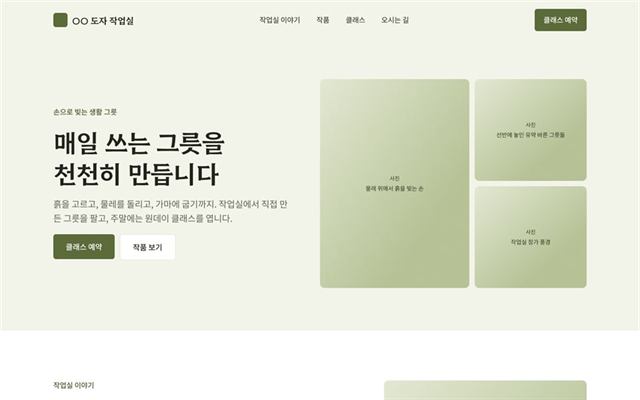 ○○ 도자 작업실
작업실 이야기
작품
클래스
오시는 길
클래스 예약
손으로 빚는 생활 그릇
매일 쓰는 그릇을
천천히 만듭니다
흙을 고르고, 물레를 돌리고, 가마에 굽기까지. 작업실에서 직접 만
든 그릇을 팔고, 주말에는 원데이 클래스를 엽니다.
클래스 예약
작품 보기
사진
물레 위에서 흙을 빚는 손
사진
선반에 놓인 유약 바른 그릇들
사진
작업실 창가 풍경
작업실 이야기